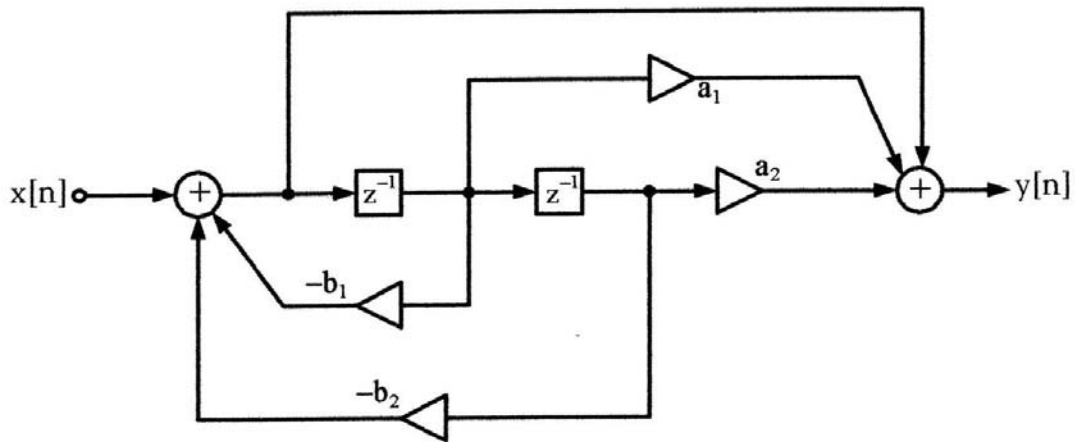 a₁
x[n]
+
z⁻¹
z⁻¹
a₂
+
y[n]
−b₁
−b₂